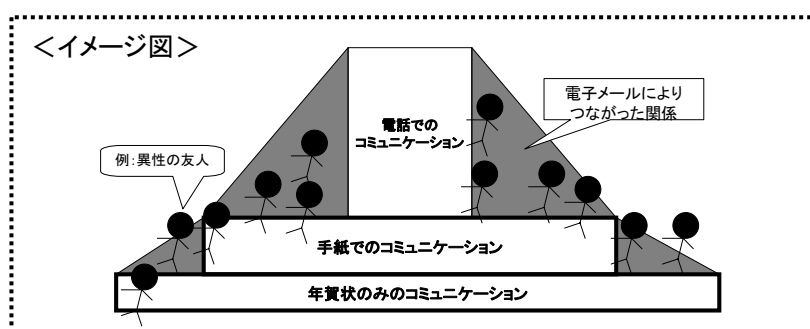 ＜イメージ図＞
電子メールにより
つながった関係
電話での
コミュニケーション
例：異性の友人
手紙でのコミュニケーション
年賀状のみのコミュニケーション